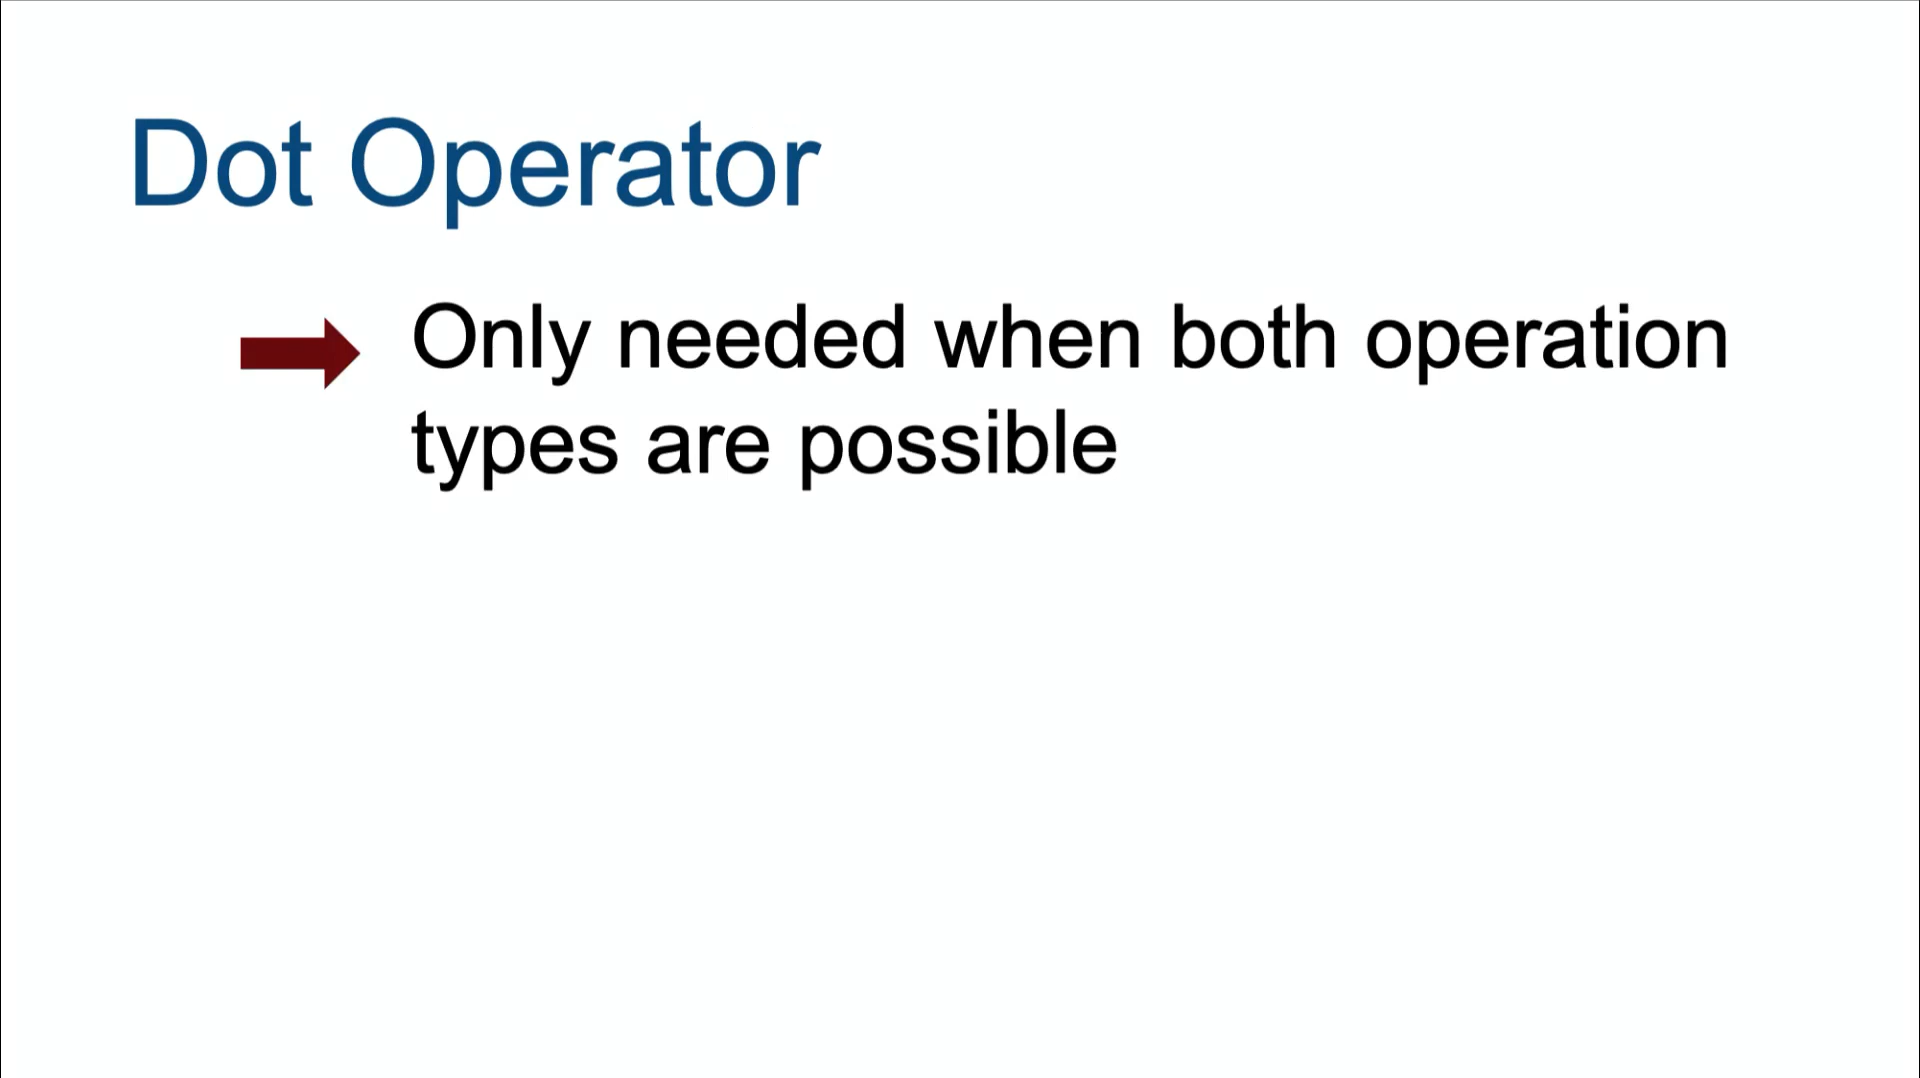 Dot Operator
Only needed when both operation
types are possible